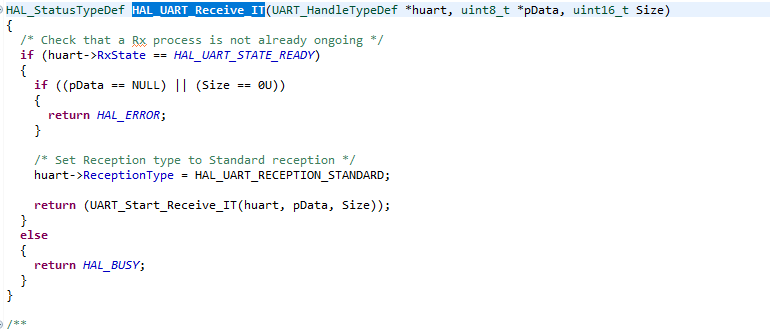 HAL_StatusTypeDef HAL_UART_Receive_IT(UART_HandleTypeDef *huart, uint8_t *pData, uint16_t Size)
{
  /* Check that a Rx process is not already ongoing */
  if (huart->RxState == HAL_UART_STATE_READY)
  {
    if ((pData == NULL) || (Size == 0U))
    {
      return HAL_ERROR;
    }

    /* Set Reception type to Standard reception */
    huart->ReceptionType = HAL_UART_RECEPTION_STANDARD;

    return (UART_Start_Receive_IT(huart, pData, Size));
  }
  else
  {
    return HAL_BUSY;
  }
}

/**